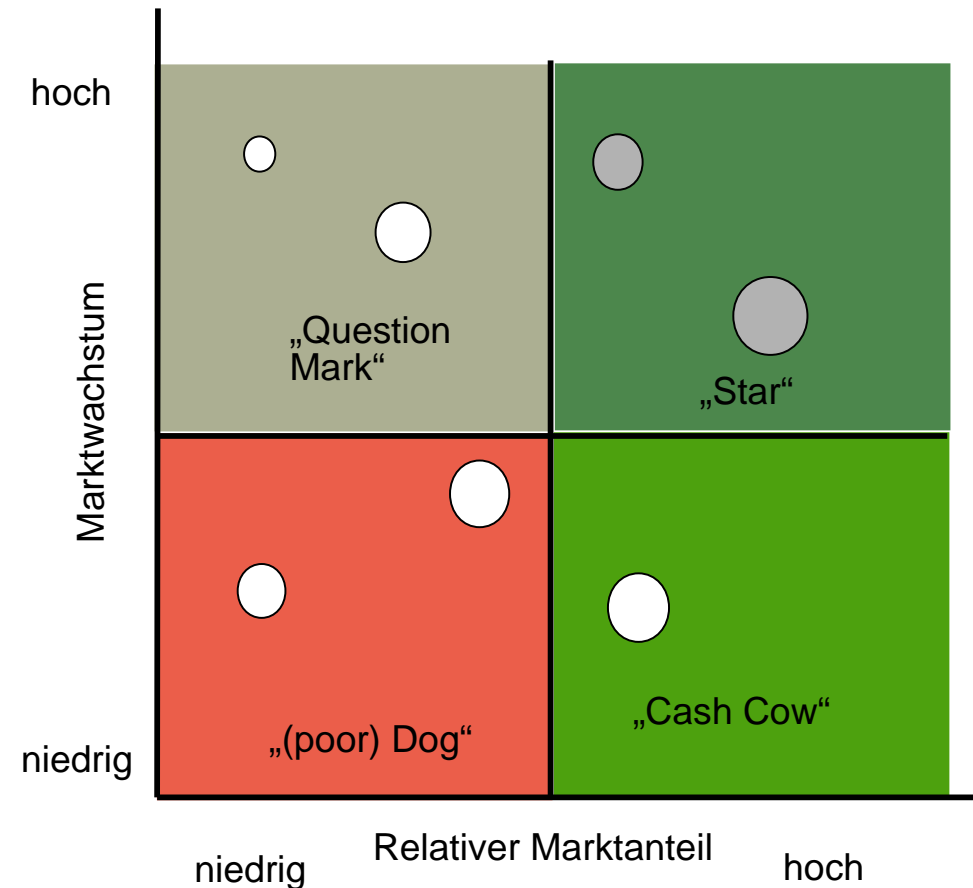 hoch
Marktwachstum
„Question
Mark“
„Star“
„(poor) Dog“
„Cash Cow“
niedrig
Relativer Marktanteil
niedrig
hoch